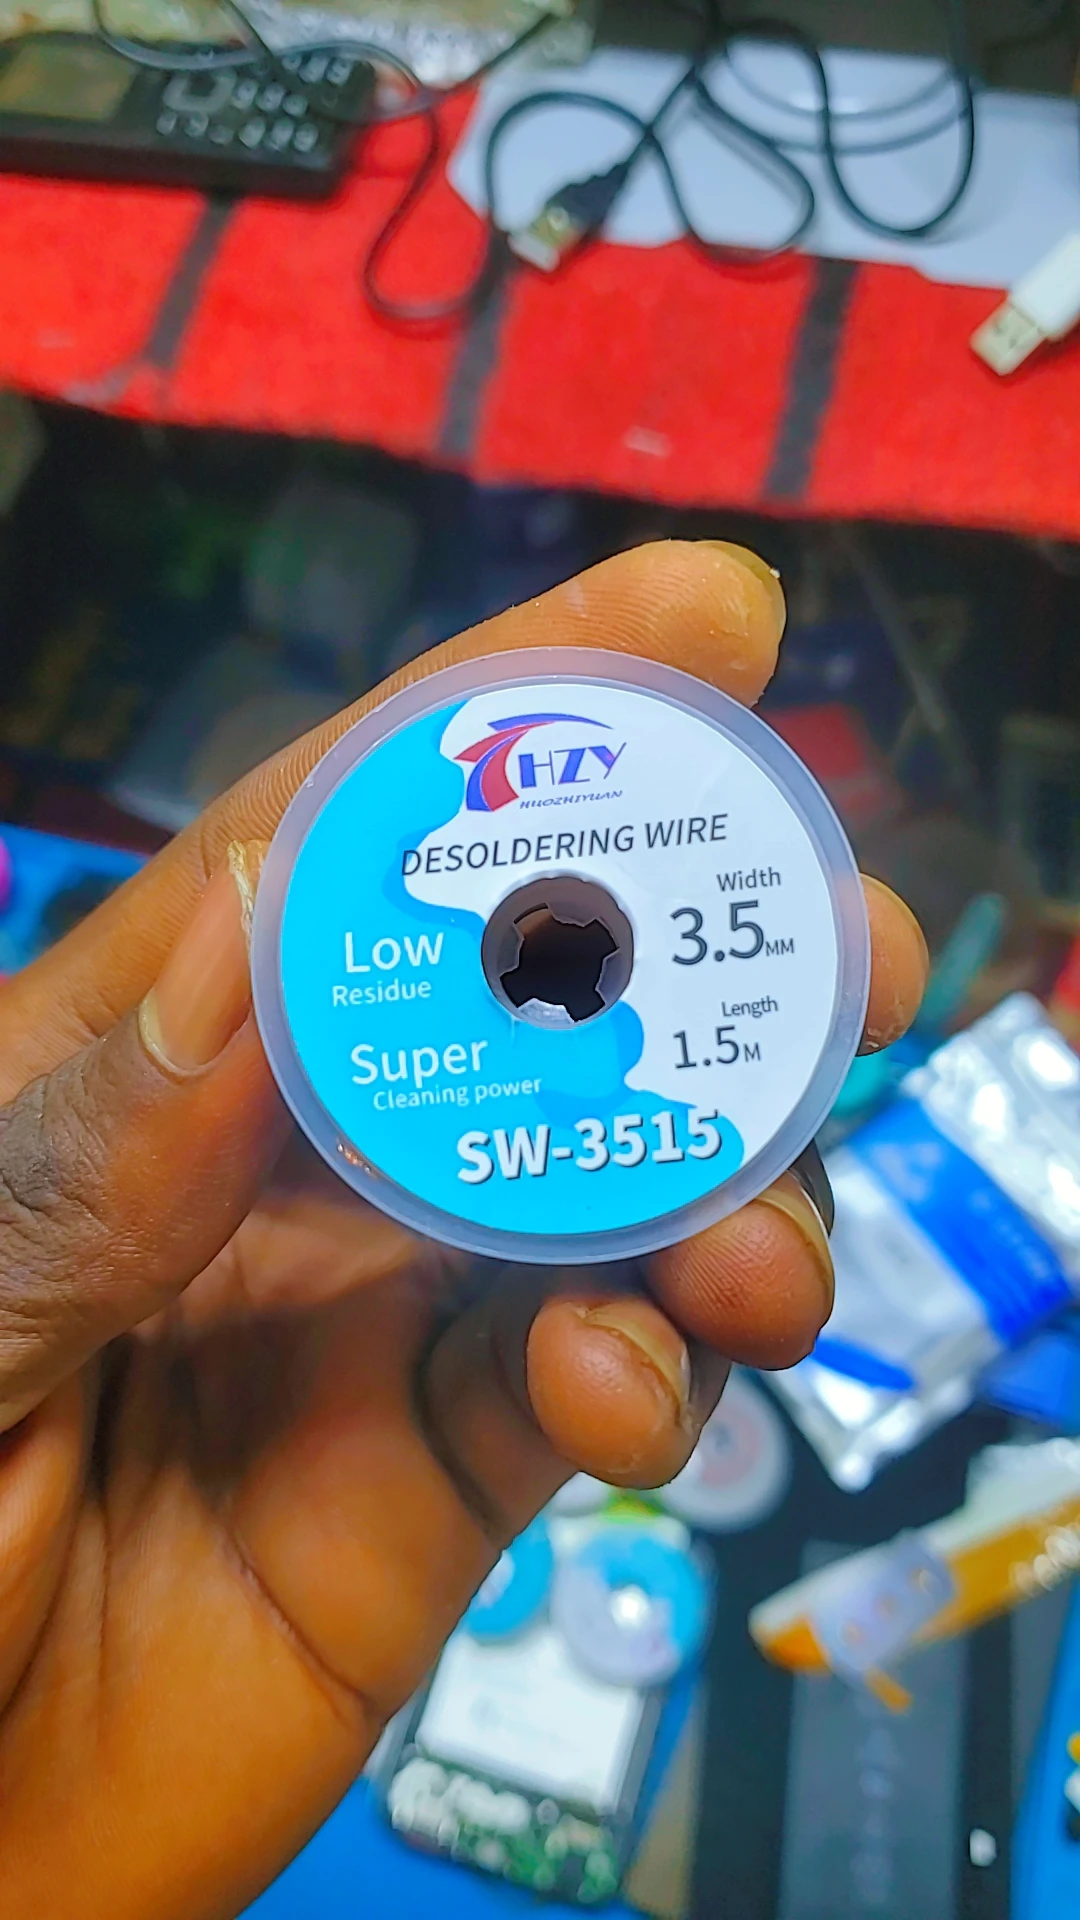 HZY
HUOZHIYUAN
DESOLDERING WIRE
Width
3.5MM
Length
1.5M
Low
Residue
Super
Cleaning power
SW-3515